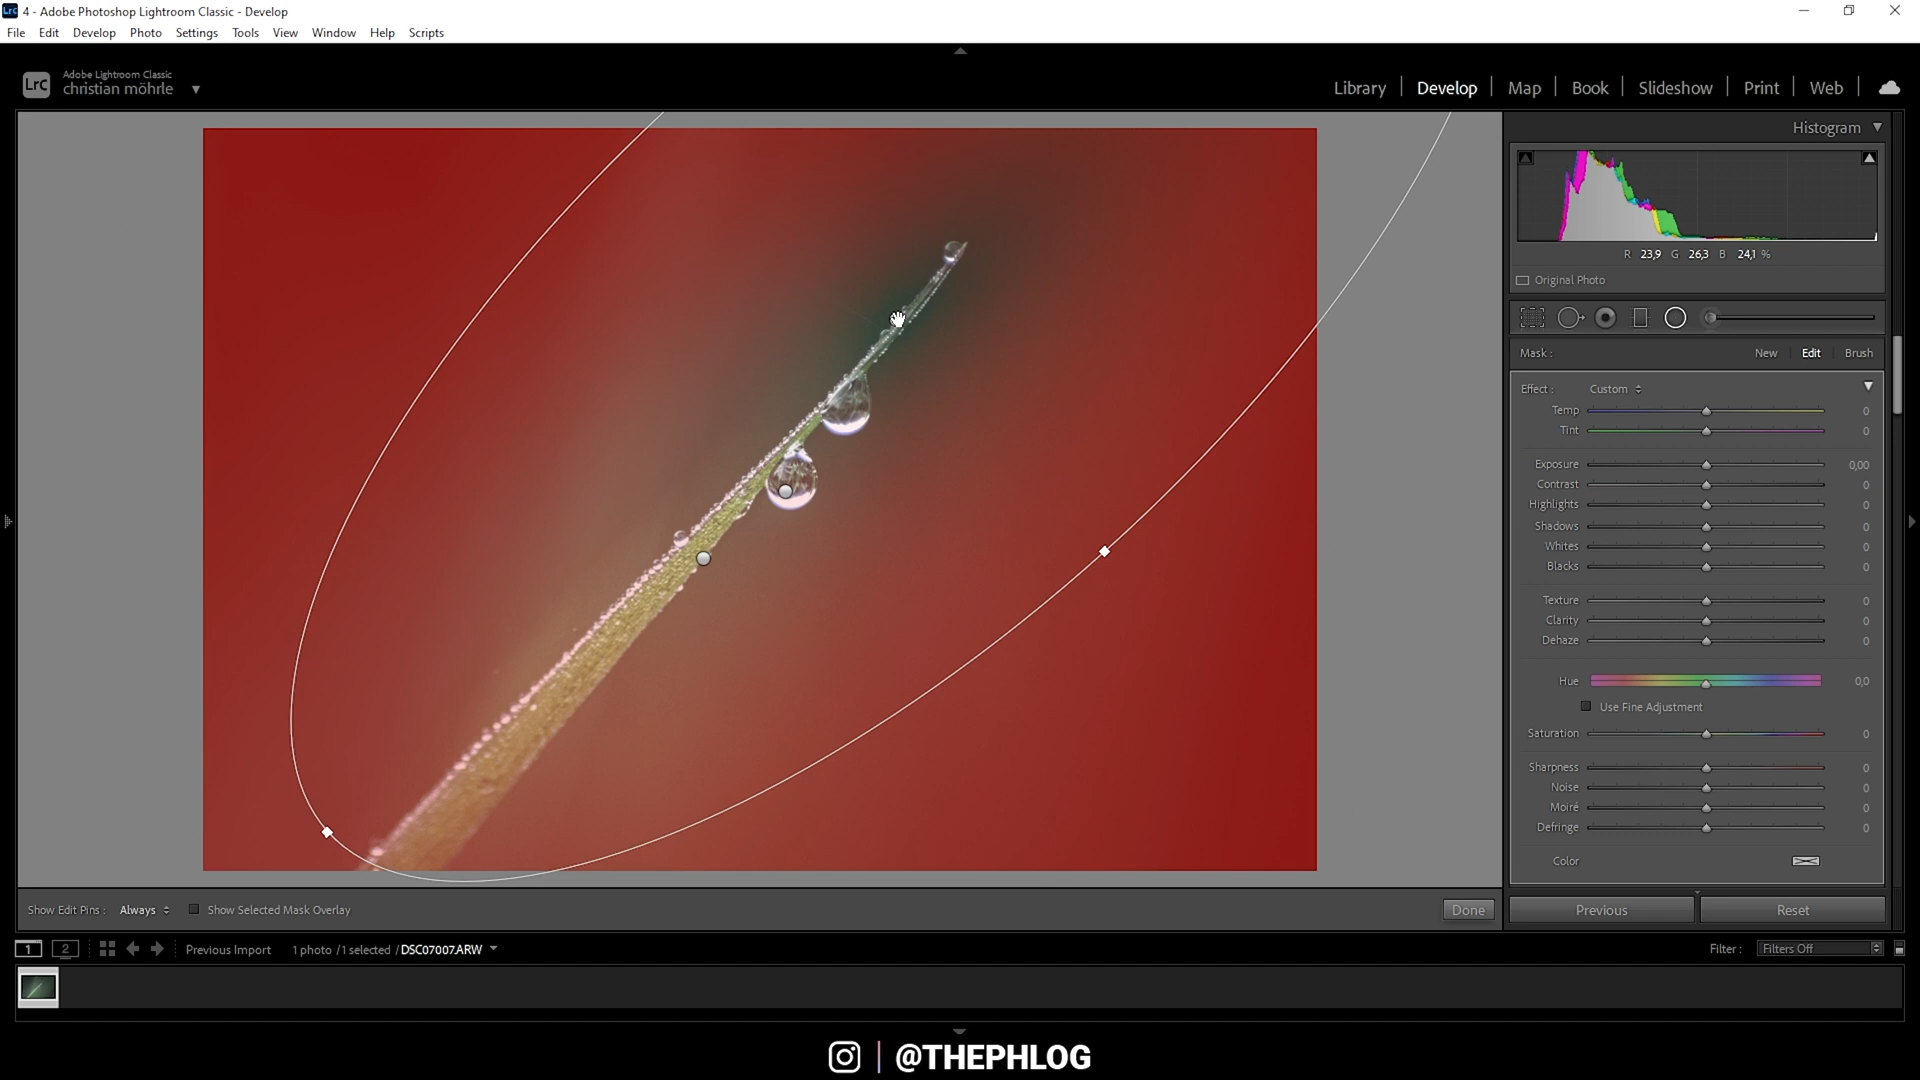 Lrc 4 - Adobe Photoshop Lightroom Classic - Develop
File Edit Develop Photo Settings Tools View Window Help Scripts
LrC Adobe Lightroom Classic
christian möhrle
Library Develop Map Book Slideshow Print Web
Histogram
R 23,9 G 26,3 B 24,1 %
Original Photo
Mask : New Edit Brush
Effect : Custom
Temp 0
Tint 0
Exposure 0,00
Contrast 0
Highlights 0
Shadows 0
Whites 0
Blacks 0
Texture 0
Clarity 0
Dehaze 0
Hue 0,0
Use Fine Adjustment
Saturation 0
Sharpness 0
Noise 0
Moiré 0
Defringe 0
Color
Show Edit Pins : Always Show Selected Mask Overlay Done
Previous Reset
1 2 Previous Import 1 photo / 1 selected / DSC07007.ARW Filter : Filters Off
@THEPHLOG